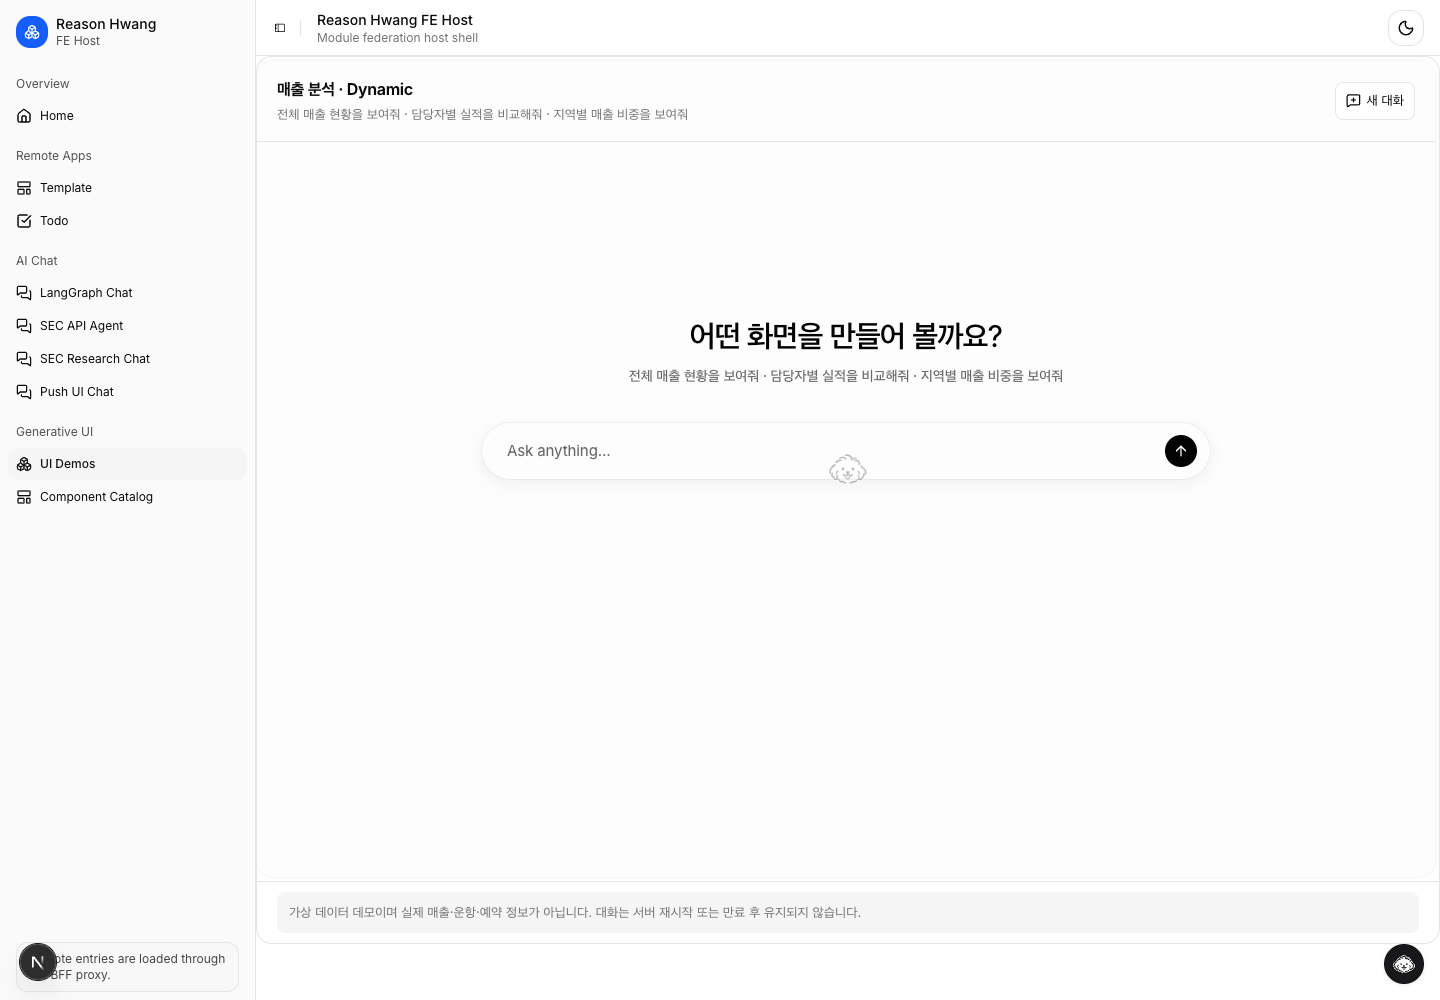 Reason Hwang
FE Host
Overview
Home
Remote Apps
Template
Todo
AI Chat
LangGraph Chat
SEC API Agent
SEC Research Chat
Push UI Chat
Generative UI
UI Demos
Component Catalog
entries are loaded through
BFF proxy.
Reason Hwang FE Host
Module federation host shell
매출 분석 · Dynamic
전체 매출 현황을 보여줘 · 담당자별 실적을 비교해줘 · 지역별 매출 비중을 보여줘
새 대화
어떤 화면을 만들어 볼까요?
전체 매출 현황을 보여줘 · 담당자별 실적을 비교해줘 · 지역별 매출 비중을 보여줘
Ask anything...
가상 데이터 데모이며 실제 매출·운항·예약 정보가 아닙니다. 대화는 서버 재시작 또는 만료 후 유지되지 않습니다.